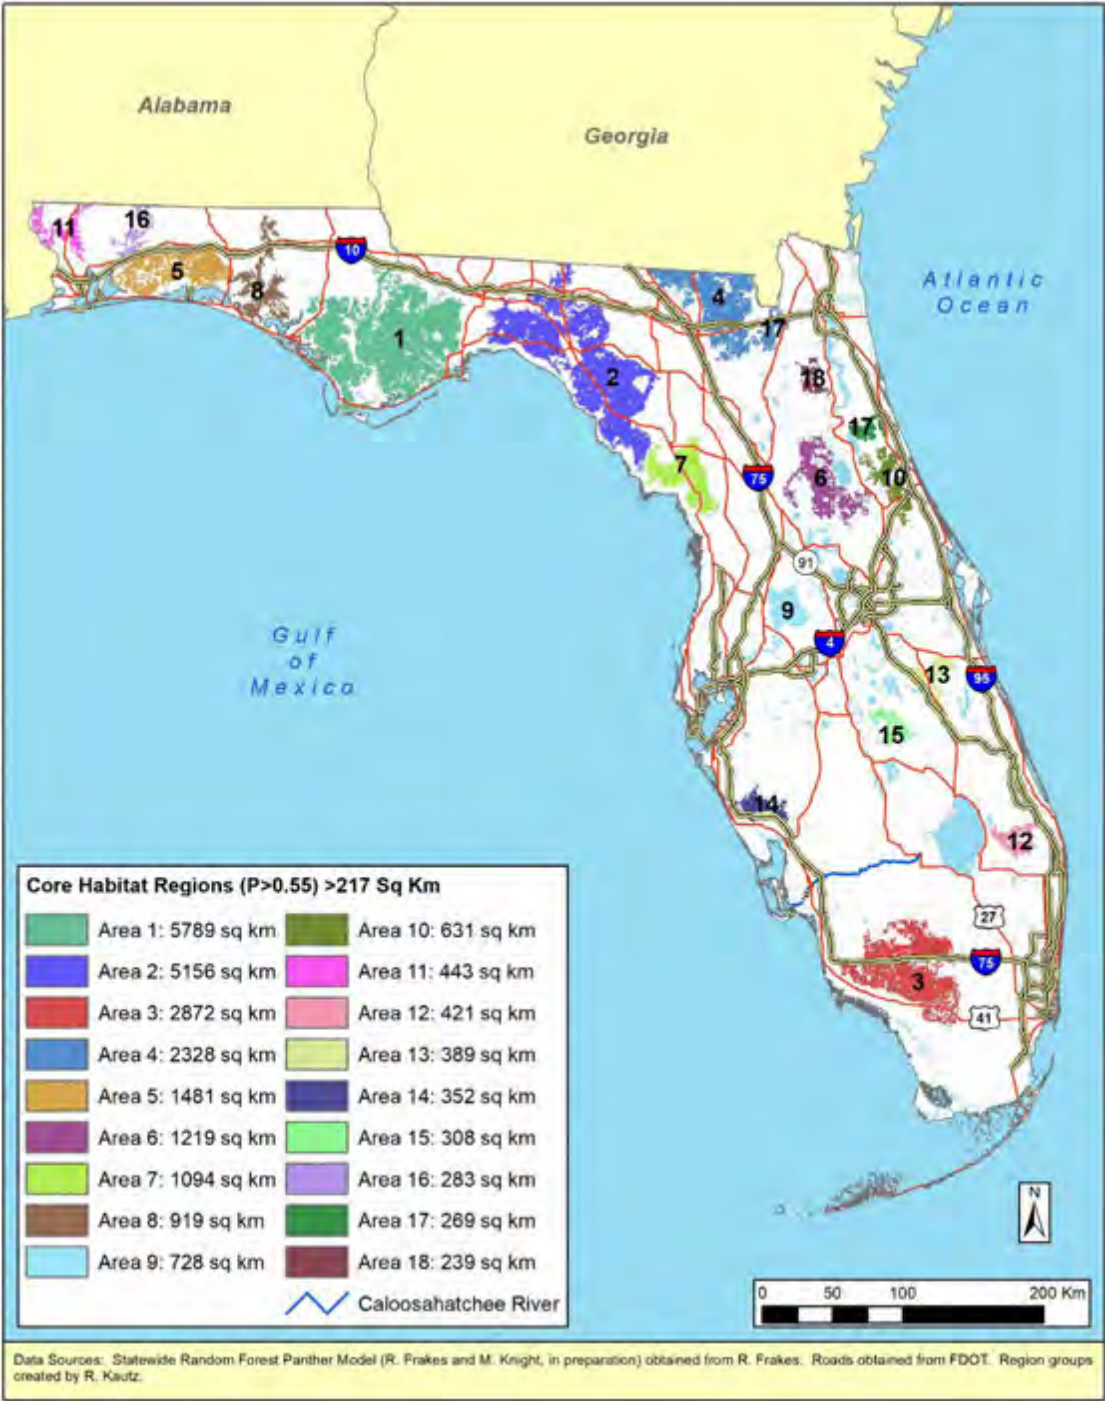 Alabama
Georgia
11
16
10
5
8
4
1
17
Atlantic
Ocean
18
2
17
7
75
6
10
91
9
Gulf
of
Mexico
4
13
95
15
14
12
27
75
3
41
Core Habitat Regions (P>0.55) >217 Sq Km
Area 1: 5789 sq km
Area 10: 631 sq km
Area 2: 5156 sq km
Area 11: 443 sq km
Area 3: 2872 sq km
Area 12: 421 sq km
Area 4: 2328 sq km
Area 13: 389 sq km
Area 5: 1481 sq km
Area 14: 352 sq km
Area 6: 1219 sq km
Area 15: 308 sq km
Area 7: 1094 sq km
Area 16: 283 sq km
Area 8: 919 sq km
Area 17: 269 sq km
Area 9: 728 sq km
Area 18: 239 sq km
Caloosahatchee River
N
0 50 100 200 Km
Data Sources: Statewide Random Forest Panther Model (R. Frakes and M. Knight, in preparation) obtained from R. Frakes. Roads obtained from FDOT. Region groups
created by R. Kautz.